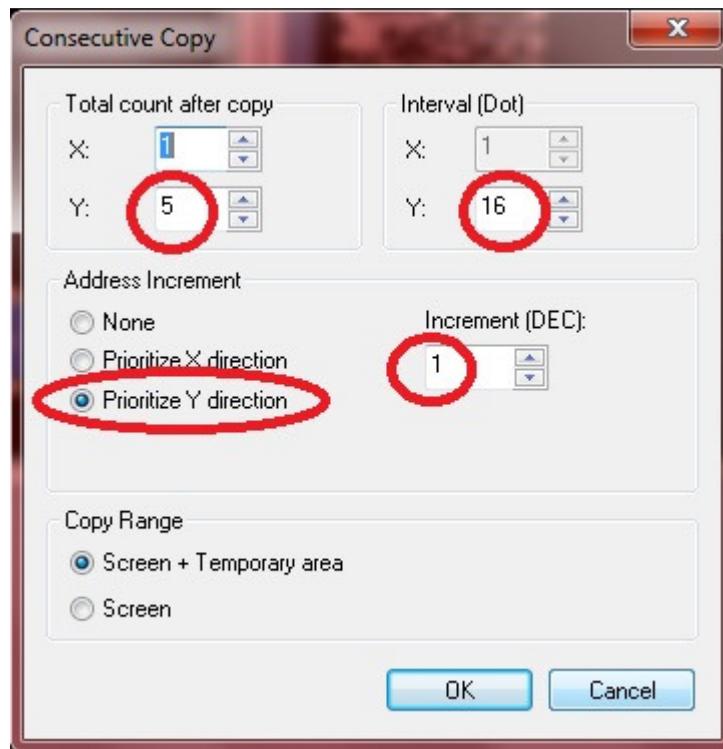 Consecutive Copy
Total count after copy
X: 1
Y: 5
Interval (Dot)
X: 1
Y: 16
Address Increment
None
Prioritize X direction
Prioritize Y direction
Increment (DEC):
1
Copy Range
Screen + Temporary area
Screen
OK Cancel